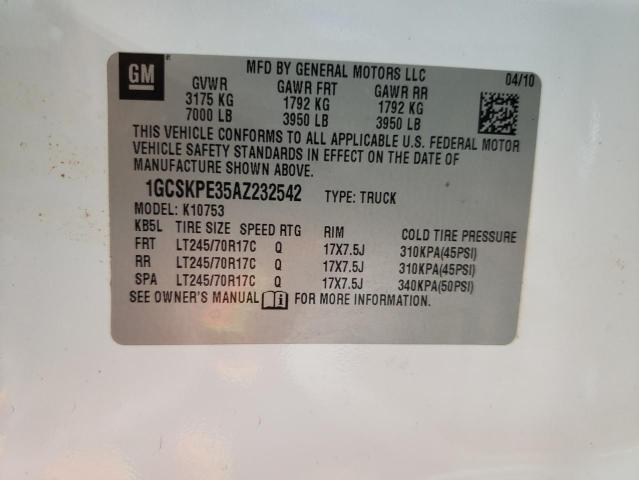 GM
MFD BY GENERAL MOTORS LLC 04/10
GVWR GAWR FRT GAWR RR
3175 KG 1792 KG 1792 KG
7000 LB 3950 LB 3950 LB
THIS VEHICLE CONFORMS TO ALL APPLICABLE U.S. FEDERAL MOTOR
VEHICLE SAFETY STANDARDS IN EFFECT ON THE DATE OF
MANUFACTURE SHOWN ABOVE.
1GCSKPE35AZ232542 TYPE: TRUCK
MODEL: K10753
KB5L TIRE SIZE SPEED RTG RIM COLD TIRE PRESSURE
FRT LT245/70R17C Q 17X7.5J 310KPA(45PSI)
RR LT245/70R17C Q 17X7.5J 310KPA(45PSI)
SPA LT245/70R17C Q 17X7.5J 340KPA(50PSI)
SEE OWNER'S MANUAL FOR MORE INFORMATION.